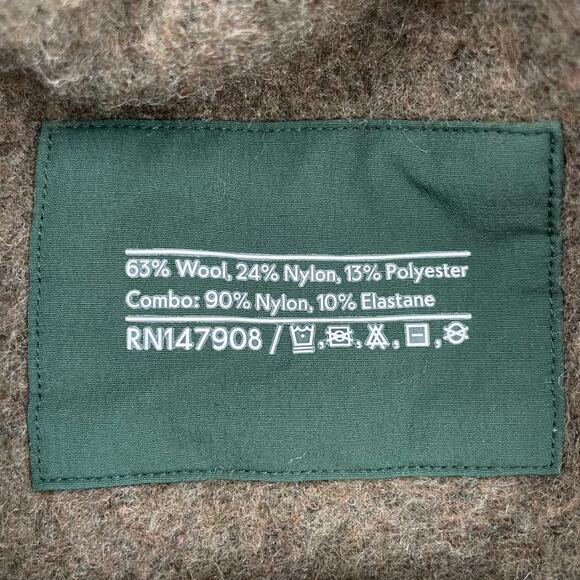 63% Wool, 24% Nylon, 13% Polyester
Combo: 90% Nylon, 10% Elastane
RN147908 /